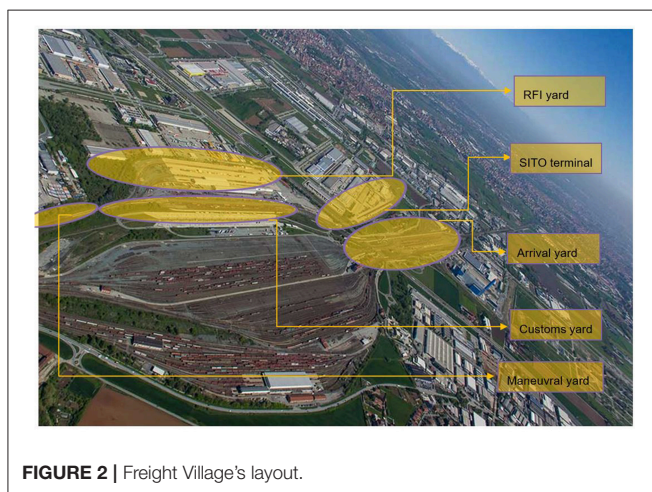 RFI yard
SITO terminal
Arrival yard
Customs yard
Maneuvral yard
FIGURE 2 | Freight Village's layout.